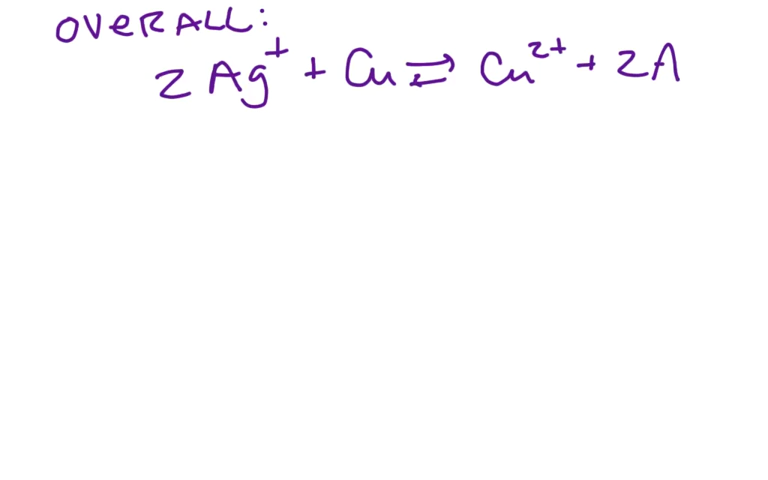 OVERALL:
2 Ag⁺ + Cu ⇌ Cu²⁺ + 2A